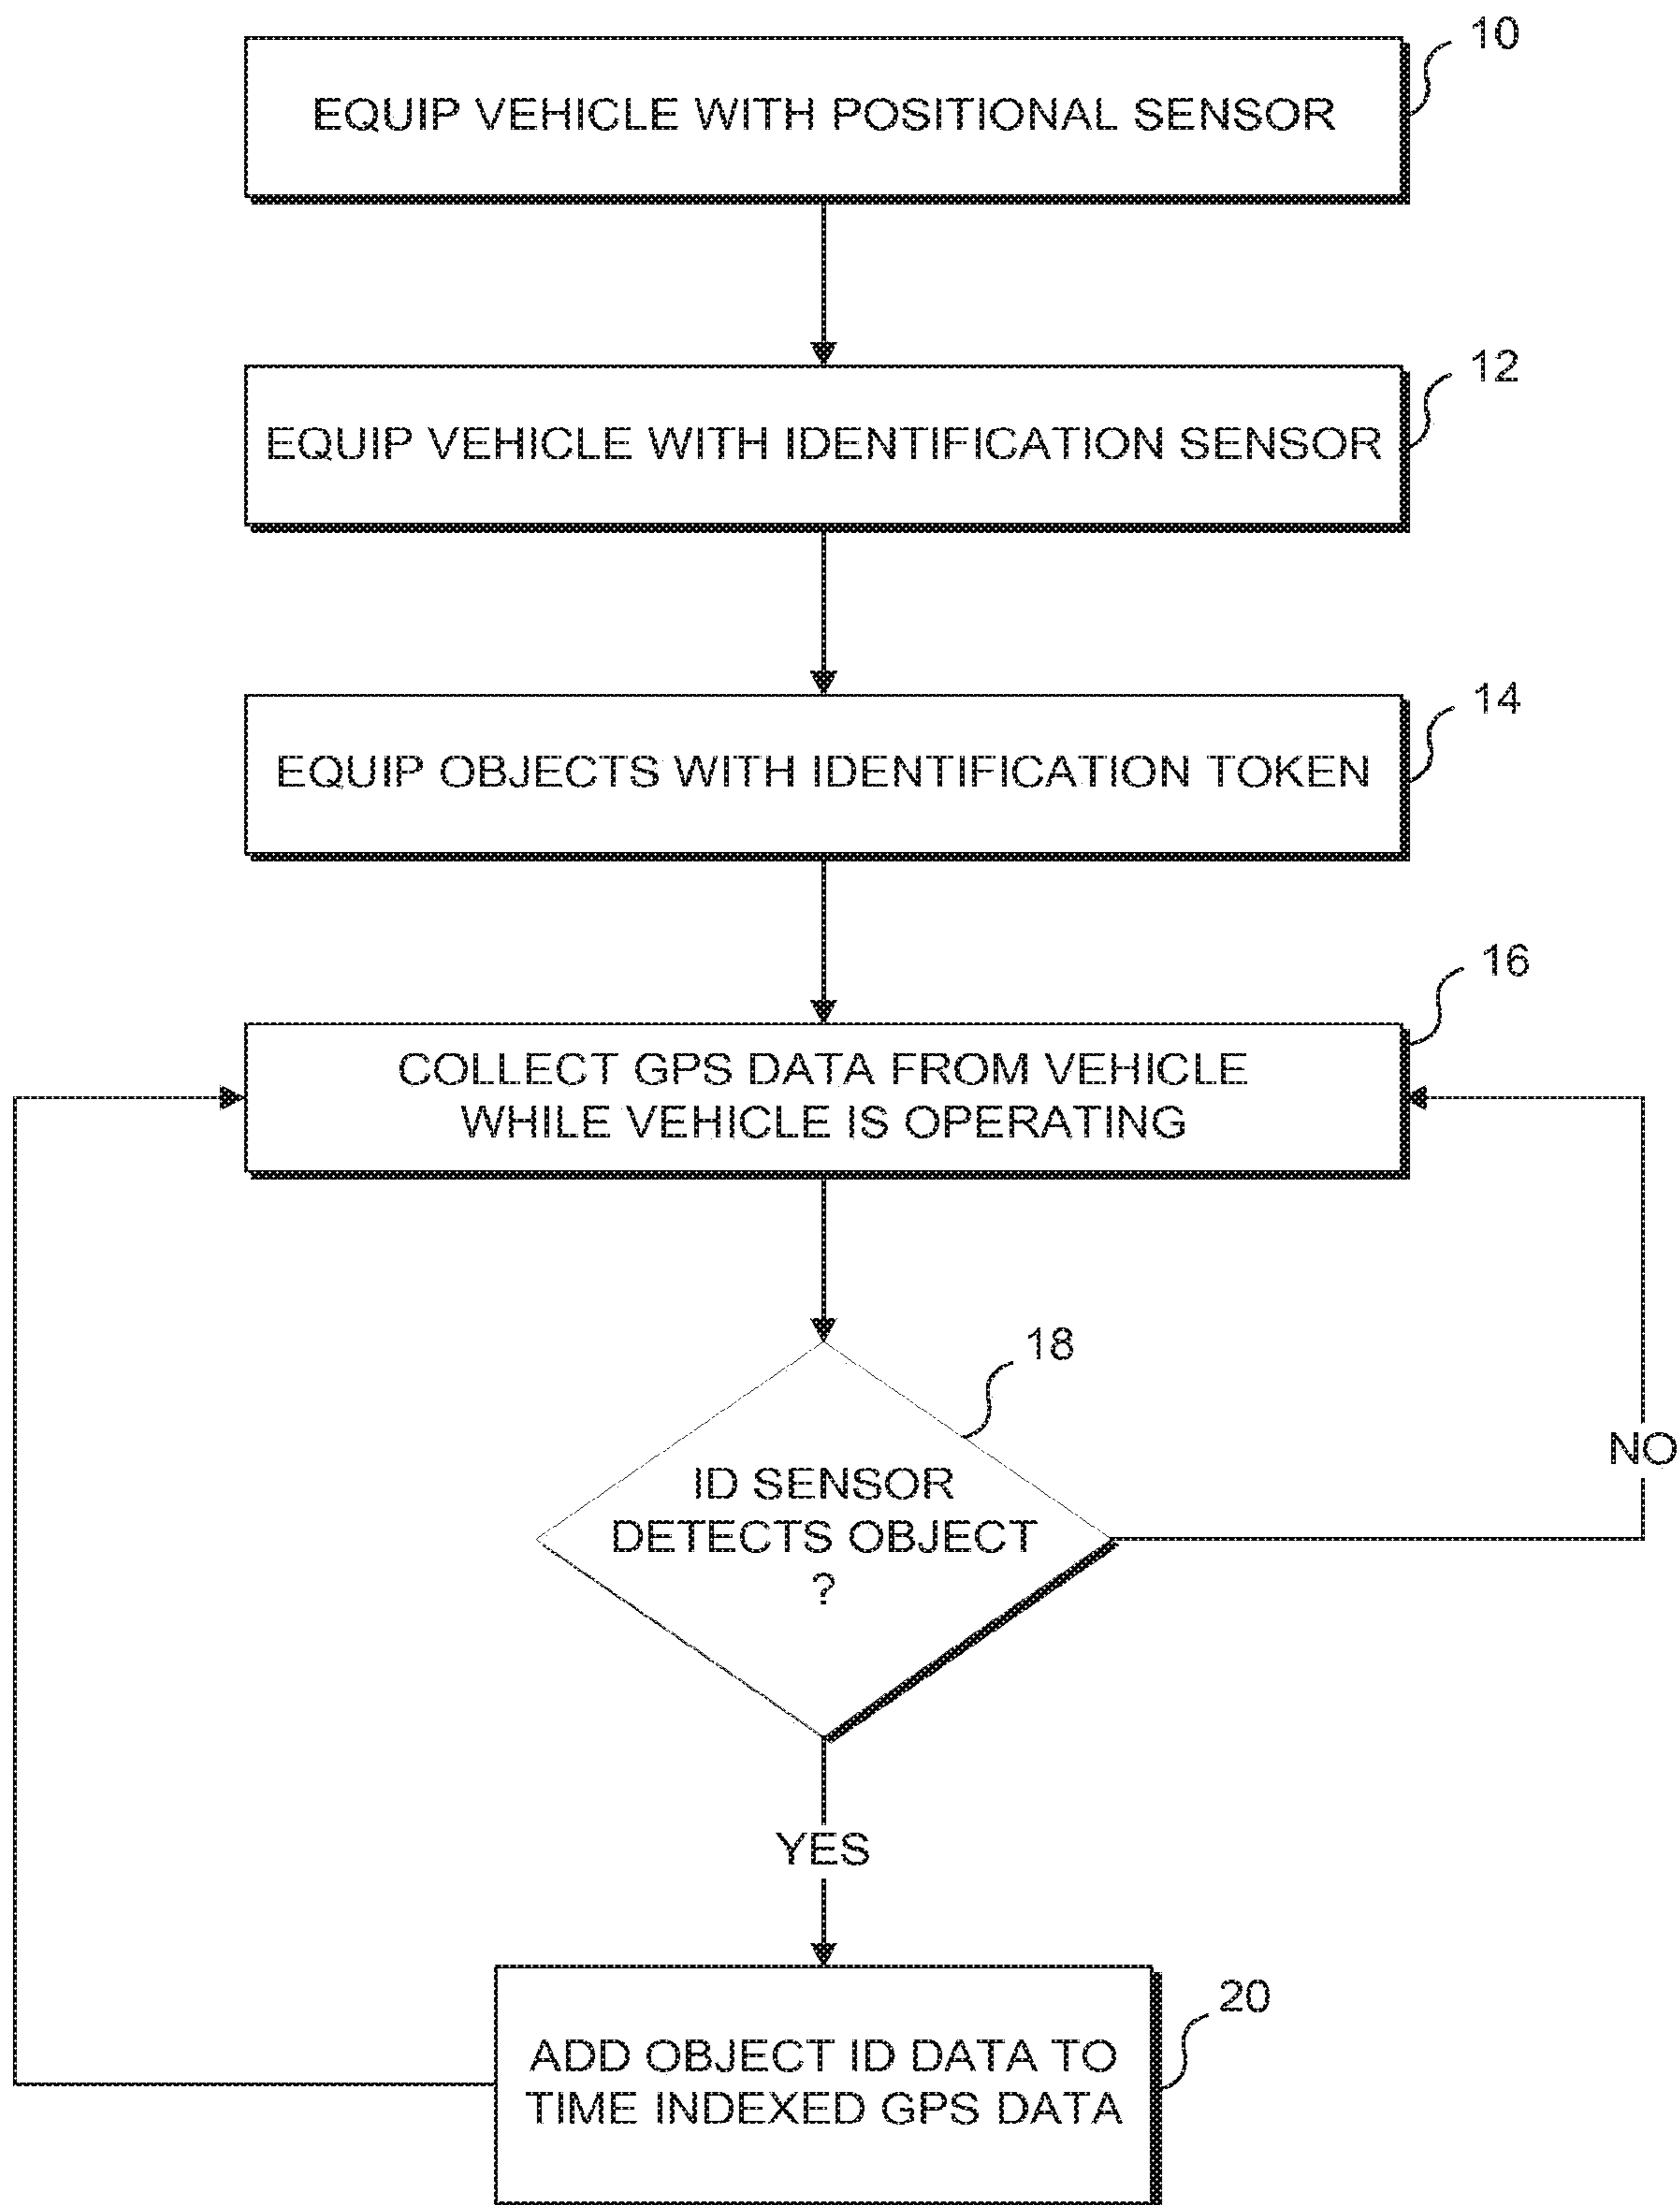 10
EQUIP VEHICLE WITH POSITIONAL SENSOR
12
EQUIP VEHICLE WITH IDENTIFICATION SENSOR
14
EQUIP OBJECTS WITH IDENTIFICATION TOKEN
16
COLLECT GPS DATA FROM VEHICLE
WHILE VEHICLE IS OPERATING
18
NO
ID SENSOR
DETECTS OBJECT
?
YES
20
ADD OBJECT ID DATA TO
TIME INDEXED GPS DATA